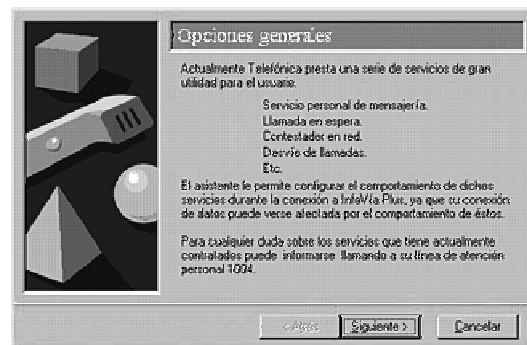 Opciones generales
Actualmente Telefónica presta una serie de servicios de gran
utilidad para el usuario.
Servicio personal de mensajería.
Llamada en espera.
Contestador en red.
Desvío de llamadas.
Etc.
El asistente le permite configurar el comportamiento de dichos
servicios durante la conexión a InfoVía Plus, ya que su conexión
de datos puede verse afectada por el comportamiento de éstos.
Para cualquier duda sobre los servicios que tiene actualmente
contratados puede informarse llamando a su línea de atención
personal 1004.
< Atrás
Siguiente >
Cancelar